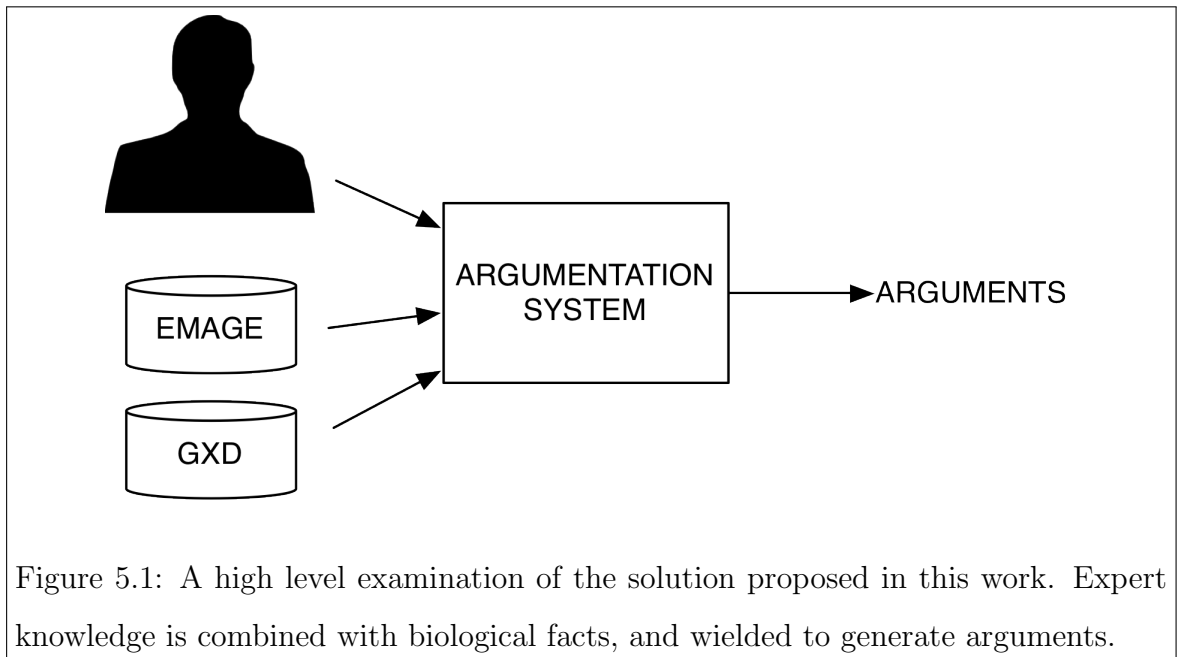 EMAGE
GXD
ARGUMENTATION
SYSTEM
ARGUMENTS
Figure 5.1: A high level examination of the solution proposed in this work. Expert
knowledge is combined with biological facts, and wielded to generate arguments.